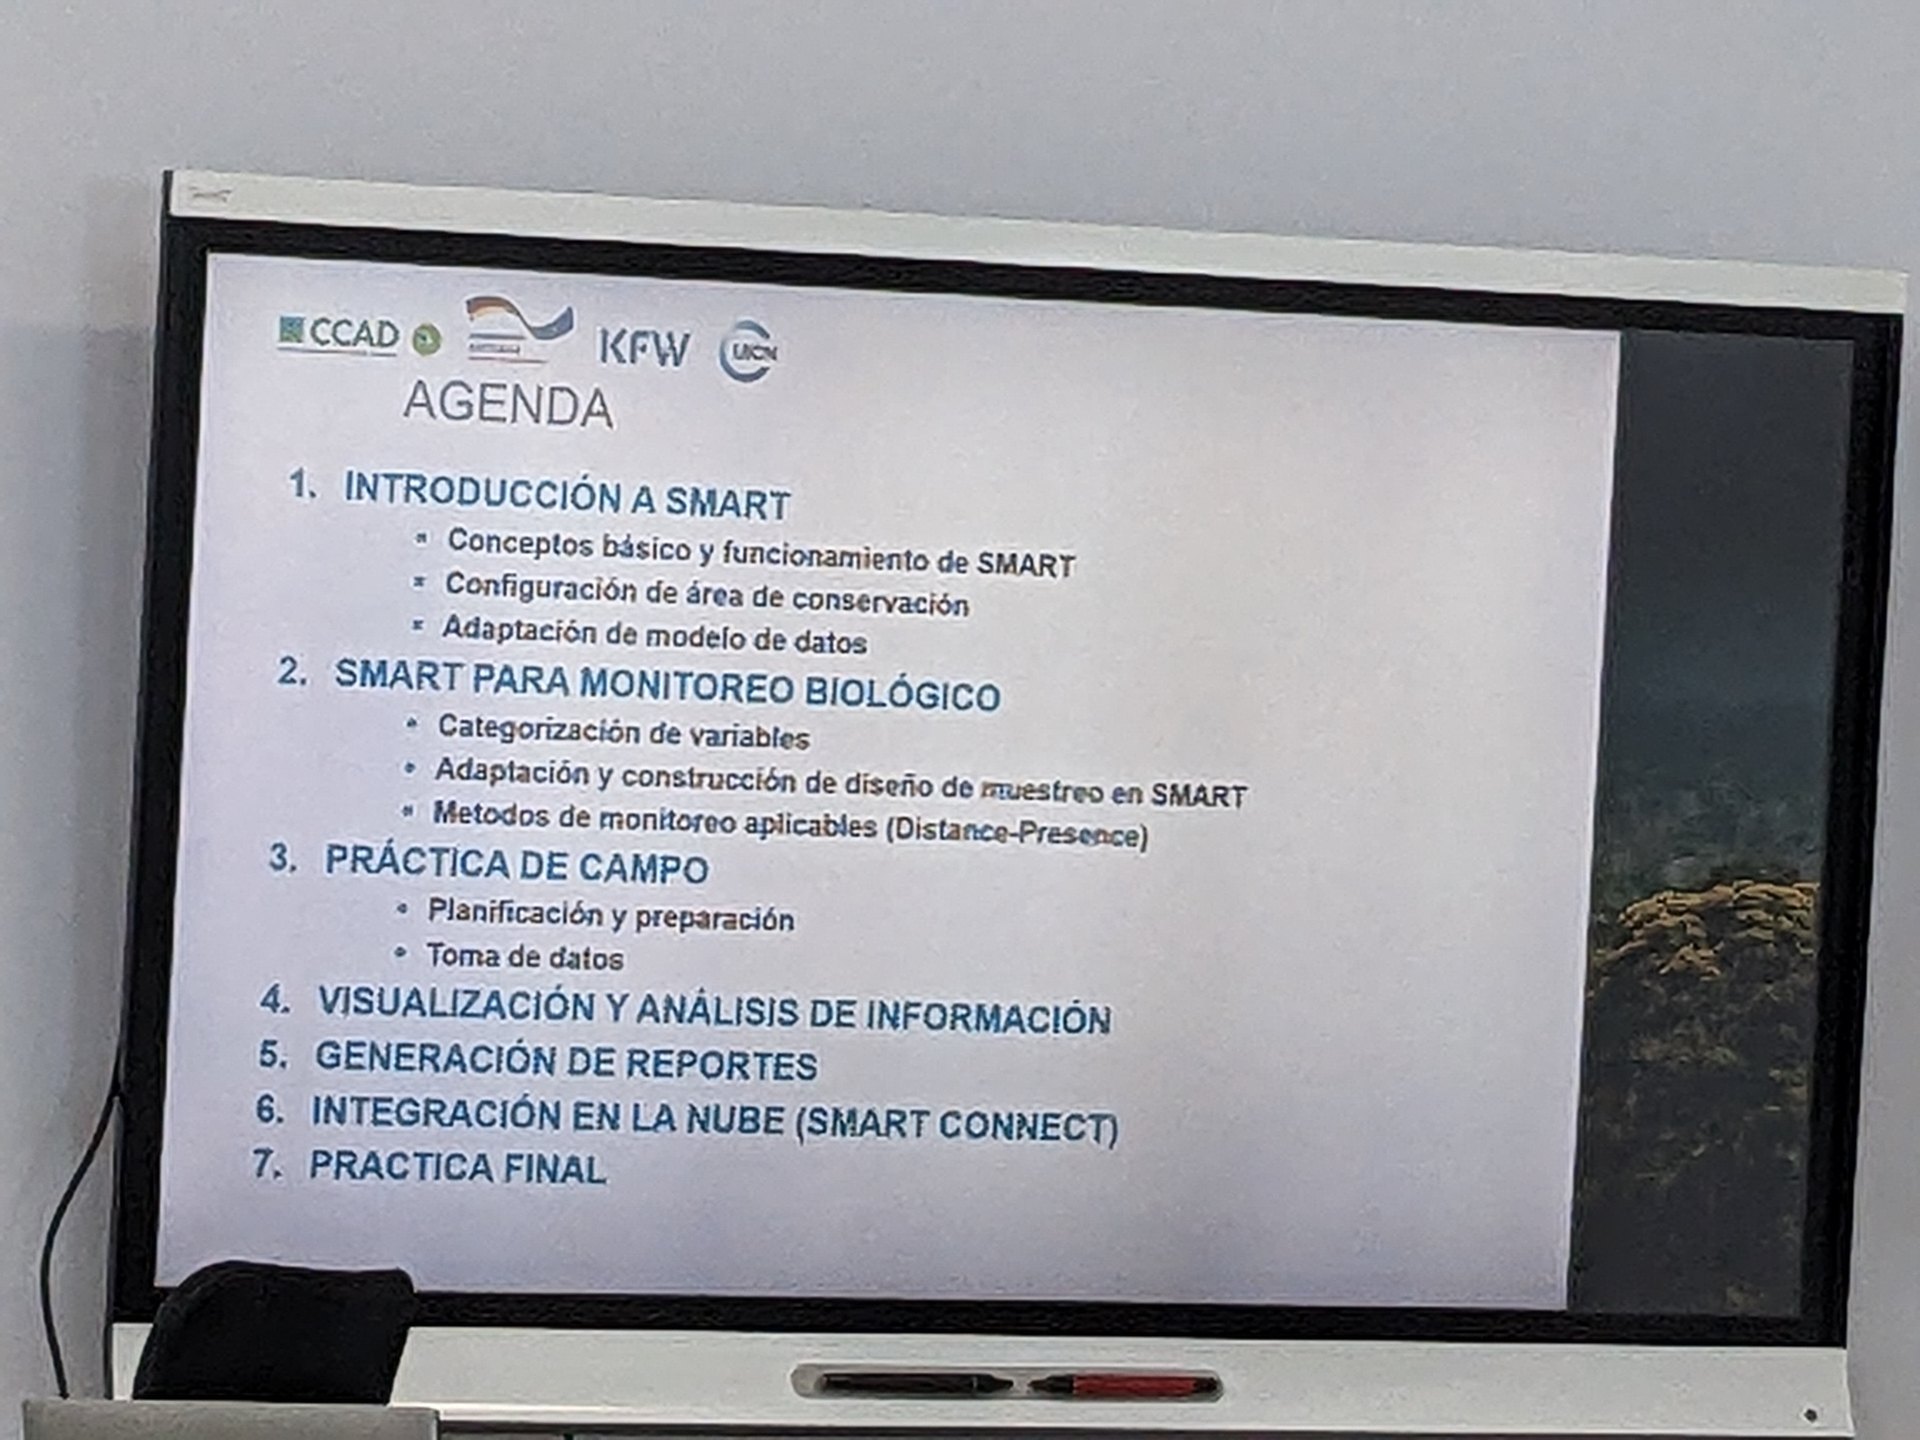 CCAD
KFW
UICN
AGENDA
1. INTRODUCCIÓN A SMART
Conceptos básico y funcionamiento de SMART
Configuración de área de conservación
Adaptación de modelo de datos
2. SMART PARA MONITOREO BIOLÓGICO
Categorización de variables
Adaptación y construcción de diseño de muestreo en SMART
Metodos de monitoreo aplicables (Distance-Presence)
3. PRÁCTICA DE CAMPO
Planificación y preparación
Toma de datos
4. VISUALIZACIÓN Y ANÁLISIS DE INFORMACIÓN
5. GENERACIÓN DE REPORTES
6. INTEGRACIÓN EN LA NUBE (SMART CONNECT)
7. PRACTICA FINAL